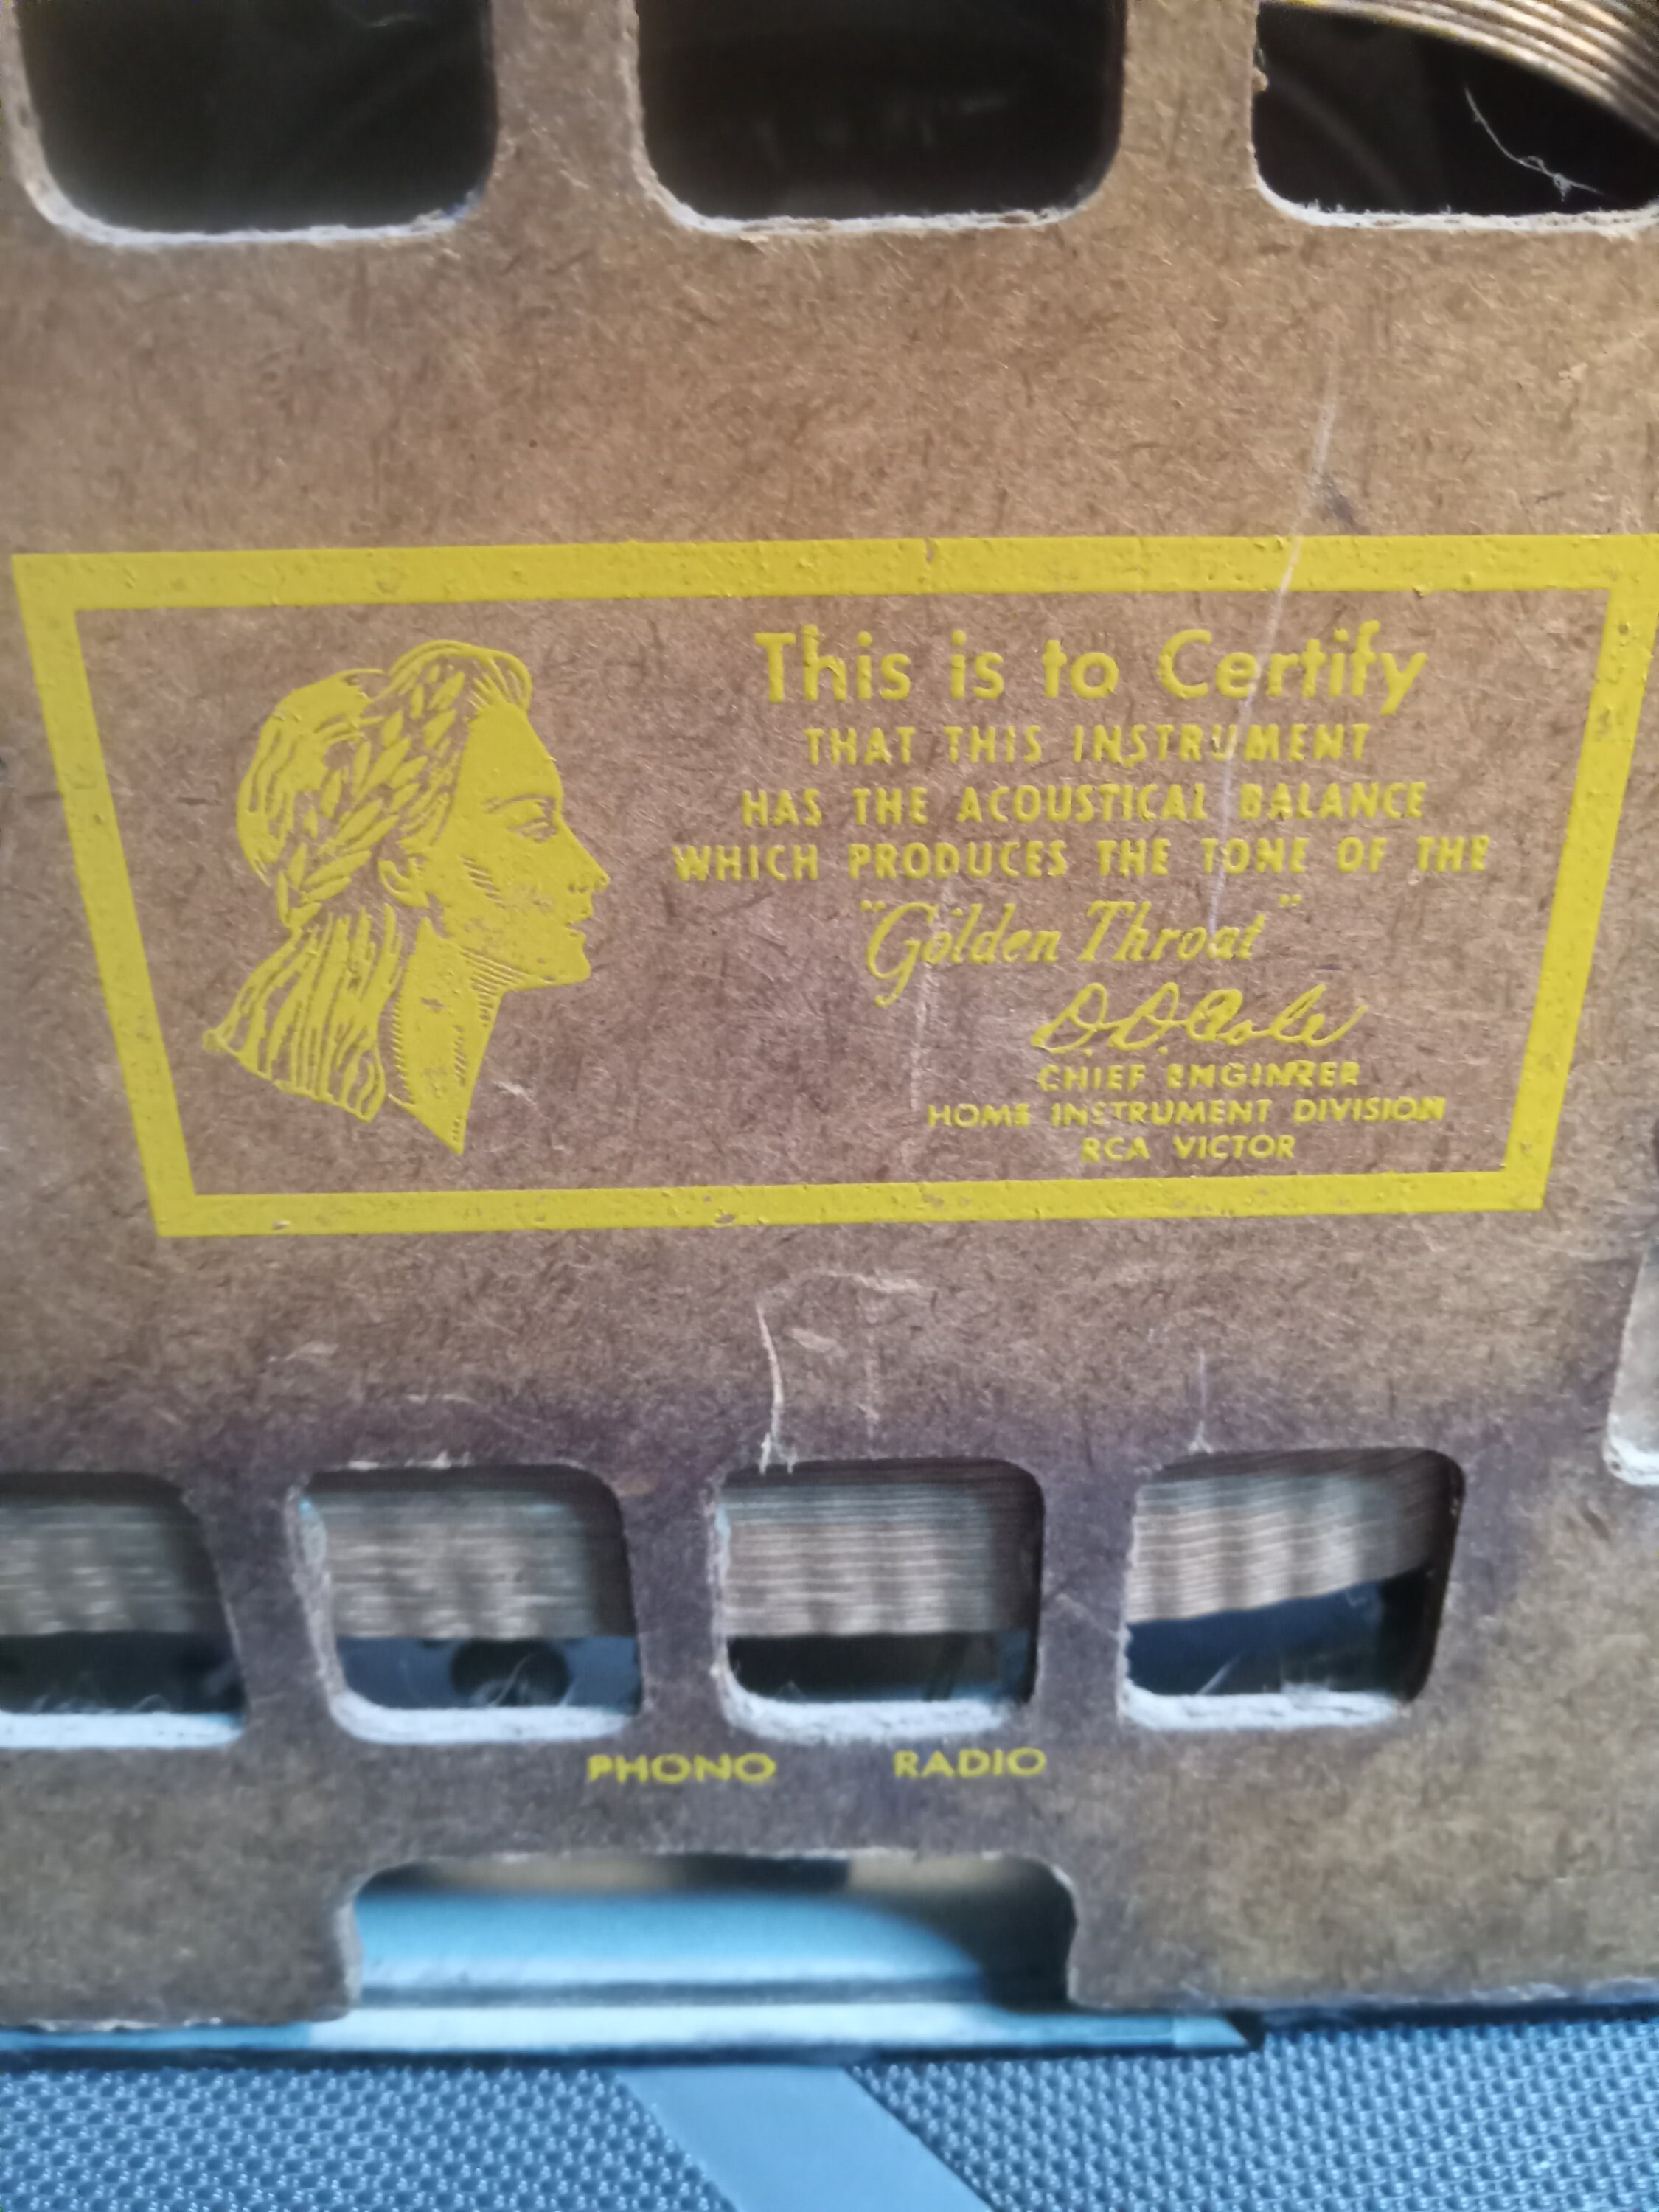 This is to Certify
THAT THIS INSTRUMENT
HAS THE ACOUSTICAL BALANCE
WHICH PRODUCES THE TONE OF THE
"Golden Throat"
D.D. Cole
CHIEF ENGINEER
HOME INSTRUMENT DIVISION
RCA VICTOR
PHONO RADIO